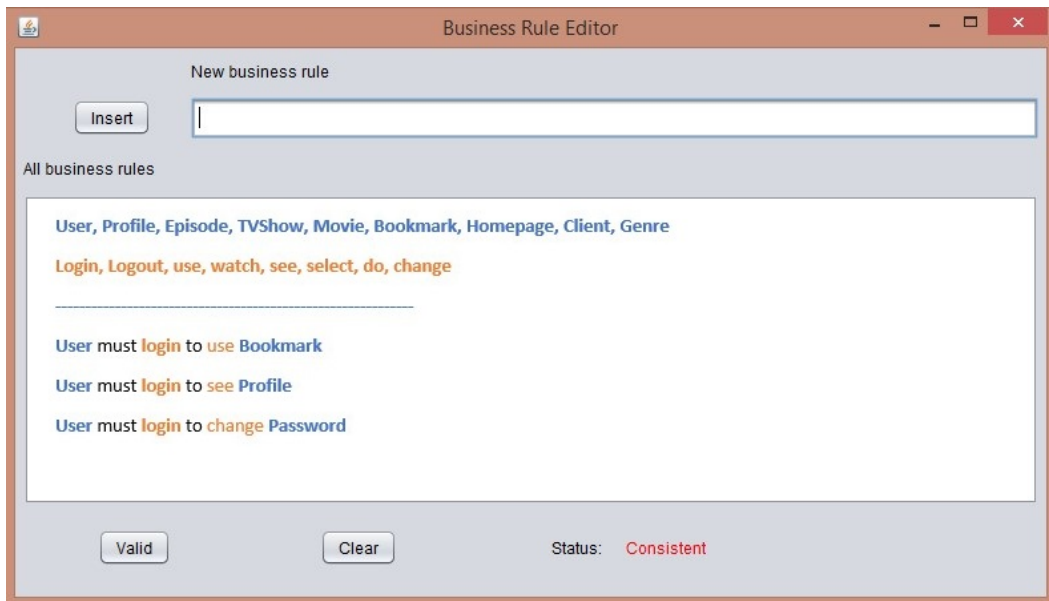 Business Rule Editor
New business rule
Insert
All business rules
User, Profile, Episode, TVShow, Movie, Bookmark, Homepage, Client, Genre
Login, Logout, use, watch, see, select, do, change
User must login to use Bookmark
User must login to see Profile
User must login to change Password
Valid Clear Status: Consistent